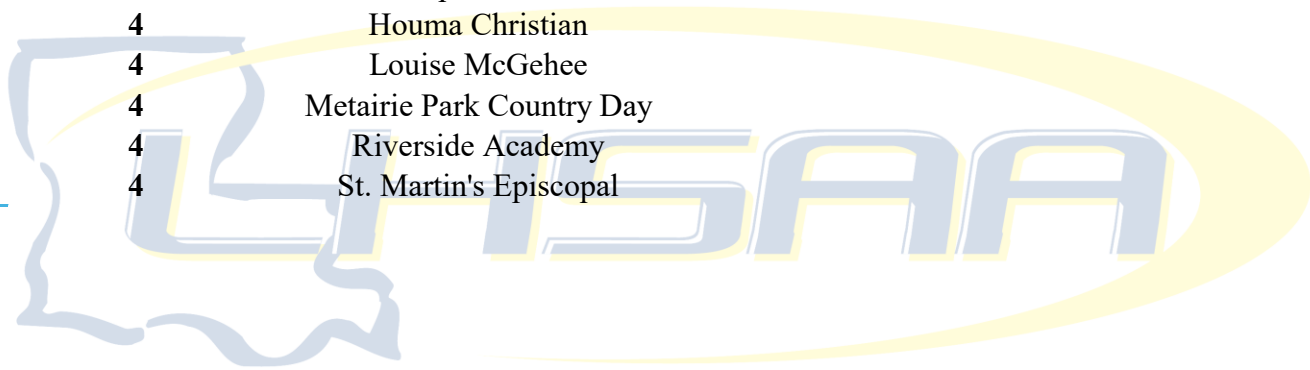 4 Houma Christian
4 Louise McGehee
4 Metairie Park Country Day
4 Riverside Academy
4 St. Martin's Episcopal
LHSAA